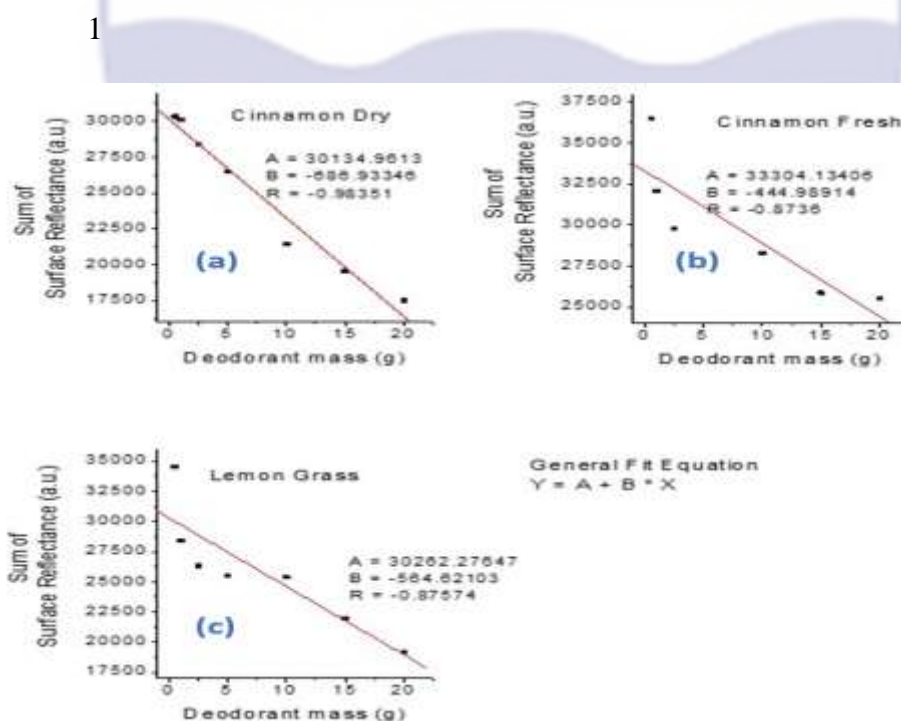 1
Cinnamon Dry
A = 30134.9613
B = -686.93346
R = -0.98351
(a)
Sum of
Surface Reflectance (a.u.)
30000
27500
25000
22500
20000
17500
0 5 10 15 20
Deodorant mass (g)
Cinnamon Fresh
A = 33304.13406
B = -444.98914
R = -0.8736
(b)
Sum of
Surface Reflectance (a.u.)
37500
35000
32500
30000
27500
25000
0 5 10 15 20
Deodorant mass (g)
Lemon Grass
A = 30262.27647
B = -564.62103
R = -0.87574
(c)
Sum of
Surface Reflectance (a.u.)
35000
32500
30000
27500
25000
22500
20000
17500
0 5 10 15 20
Deodorant mass (g)
General Fit Equation
Y = A + B * X